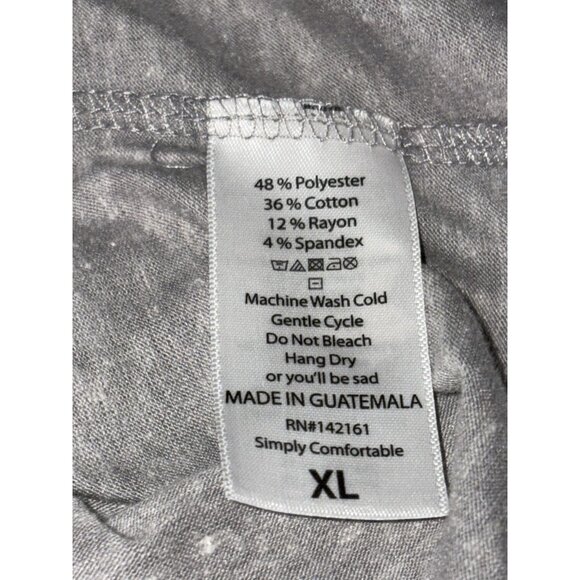 48 % Polyester
36 % Cotton
12 % Rayon
4 % Spandex
Machine Wash Cold
Gentle Cycle
Do Not Bleach
Hang Dry
or you'll be sad
MADE IN GUATEMALA
RN#142161
Simply Comfortable
XL